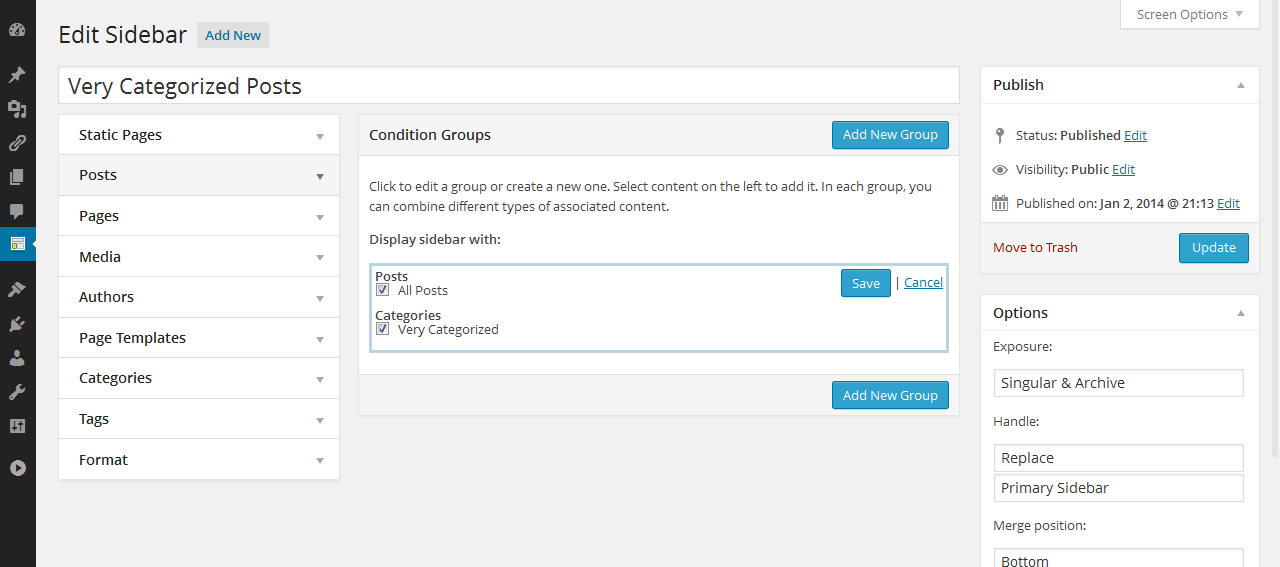 Screen Options
Edit Sidebar Add New
Very Categorized Posts
Static Pages
Posts
Pages
Media
Authors
Page Templates
Categories
Tags
Format
Condition Groups Add New Group
Click to edit a group or create a new one. Select content on the left to add it. In each group, you
can combine different types of associated content.
Display sidebar with:
Posts
All Posts
Save | Cancel
Categories
Very Categorized
Add New Group
Publish
Status: Published Edit
Visibility: Public Edit
Published on: Jan 2, 2014 @ 21:13 Edit
Move to Trash Update
Options
Exposure:
Singular & Archive
Handle:
Replace
Primary Sidebar
Merge position:
Bottom